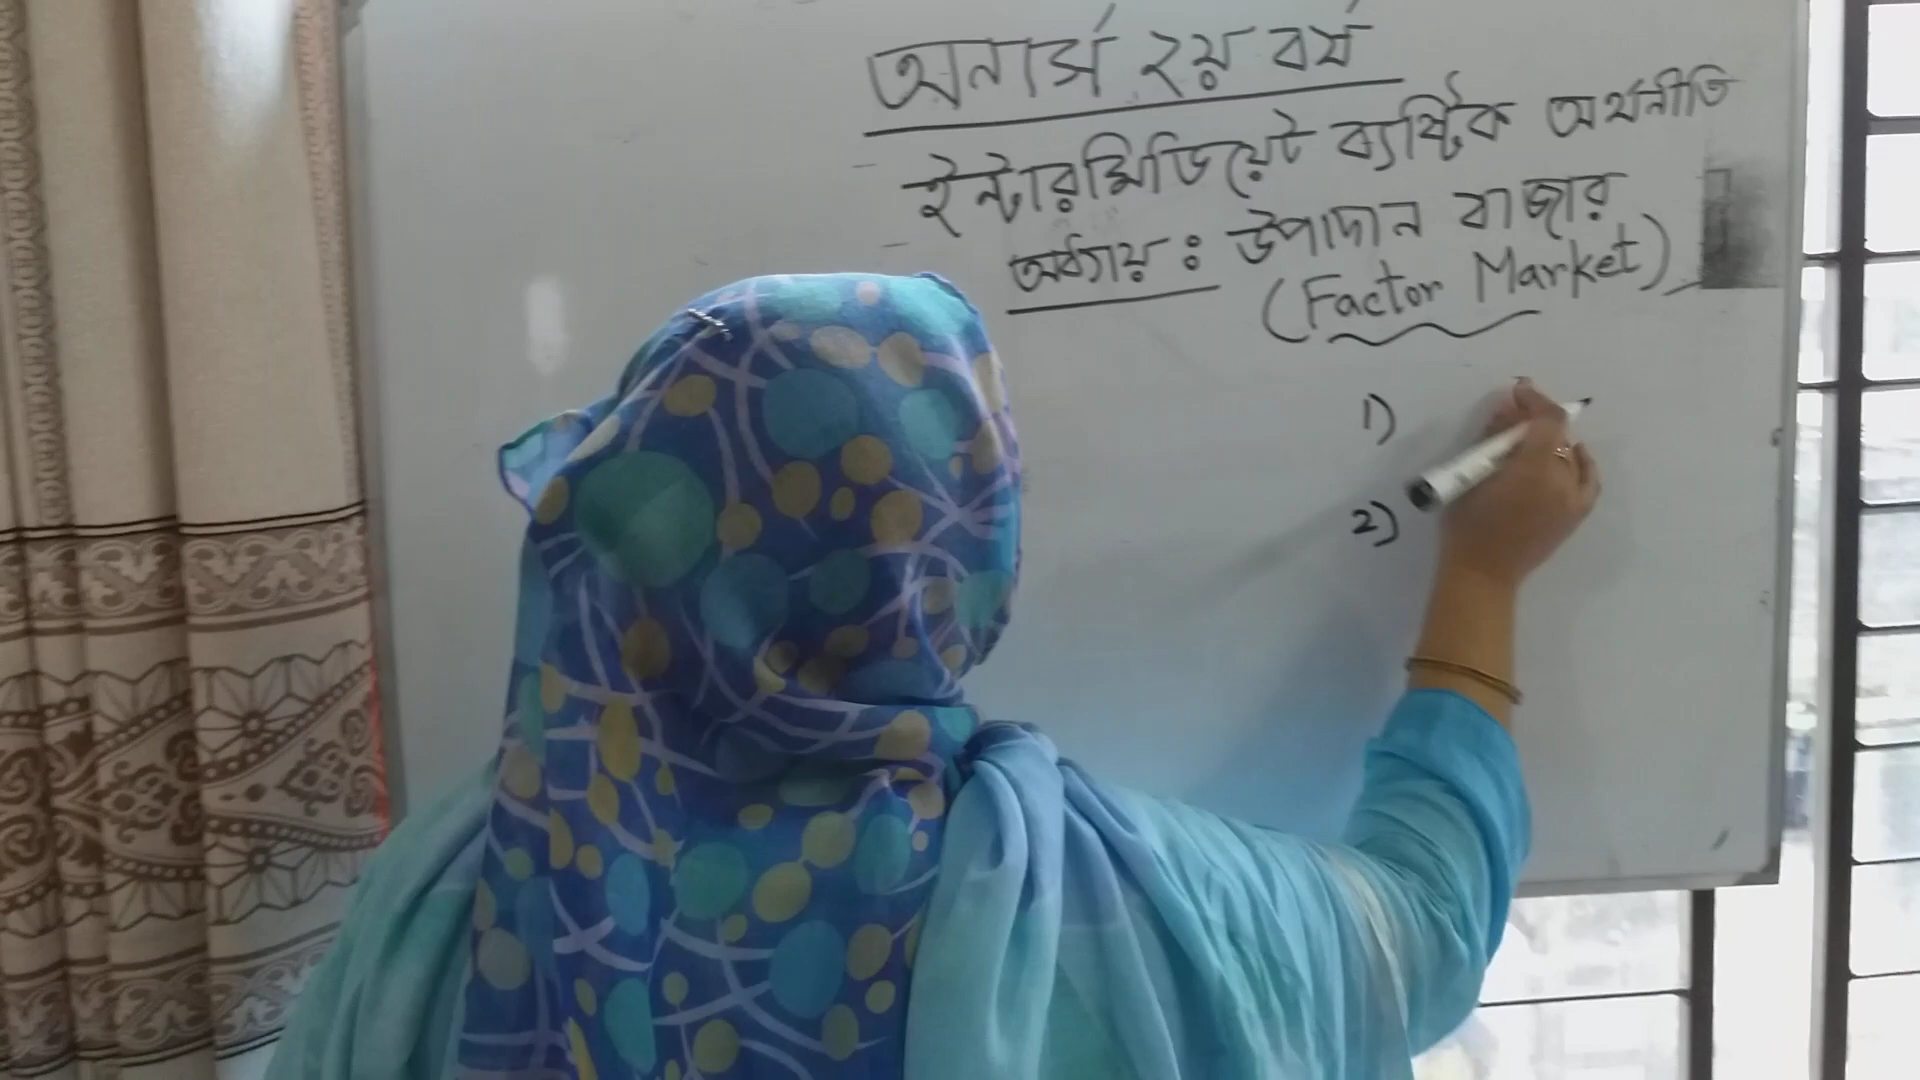 অনার্স ২য় বর্ষ
ইন্টারমিডিয়েট ব্যষ্টিক অর্থনীতি
অধ্যায় : উপাদান বাজার
(Factor Market)
1)
2)